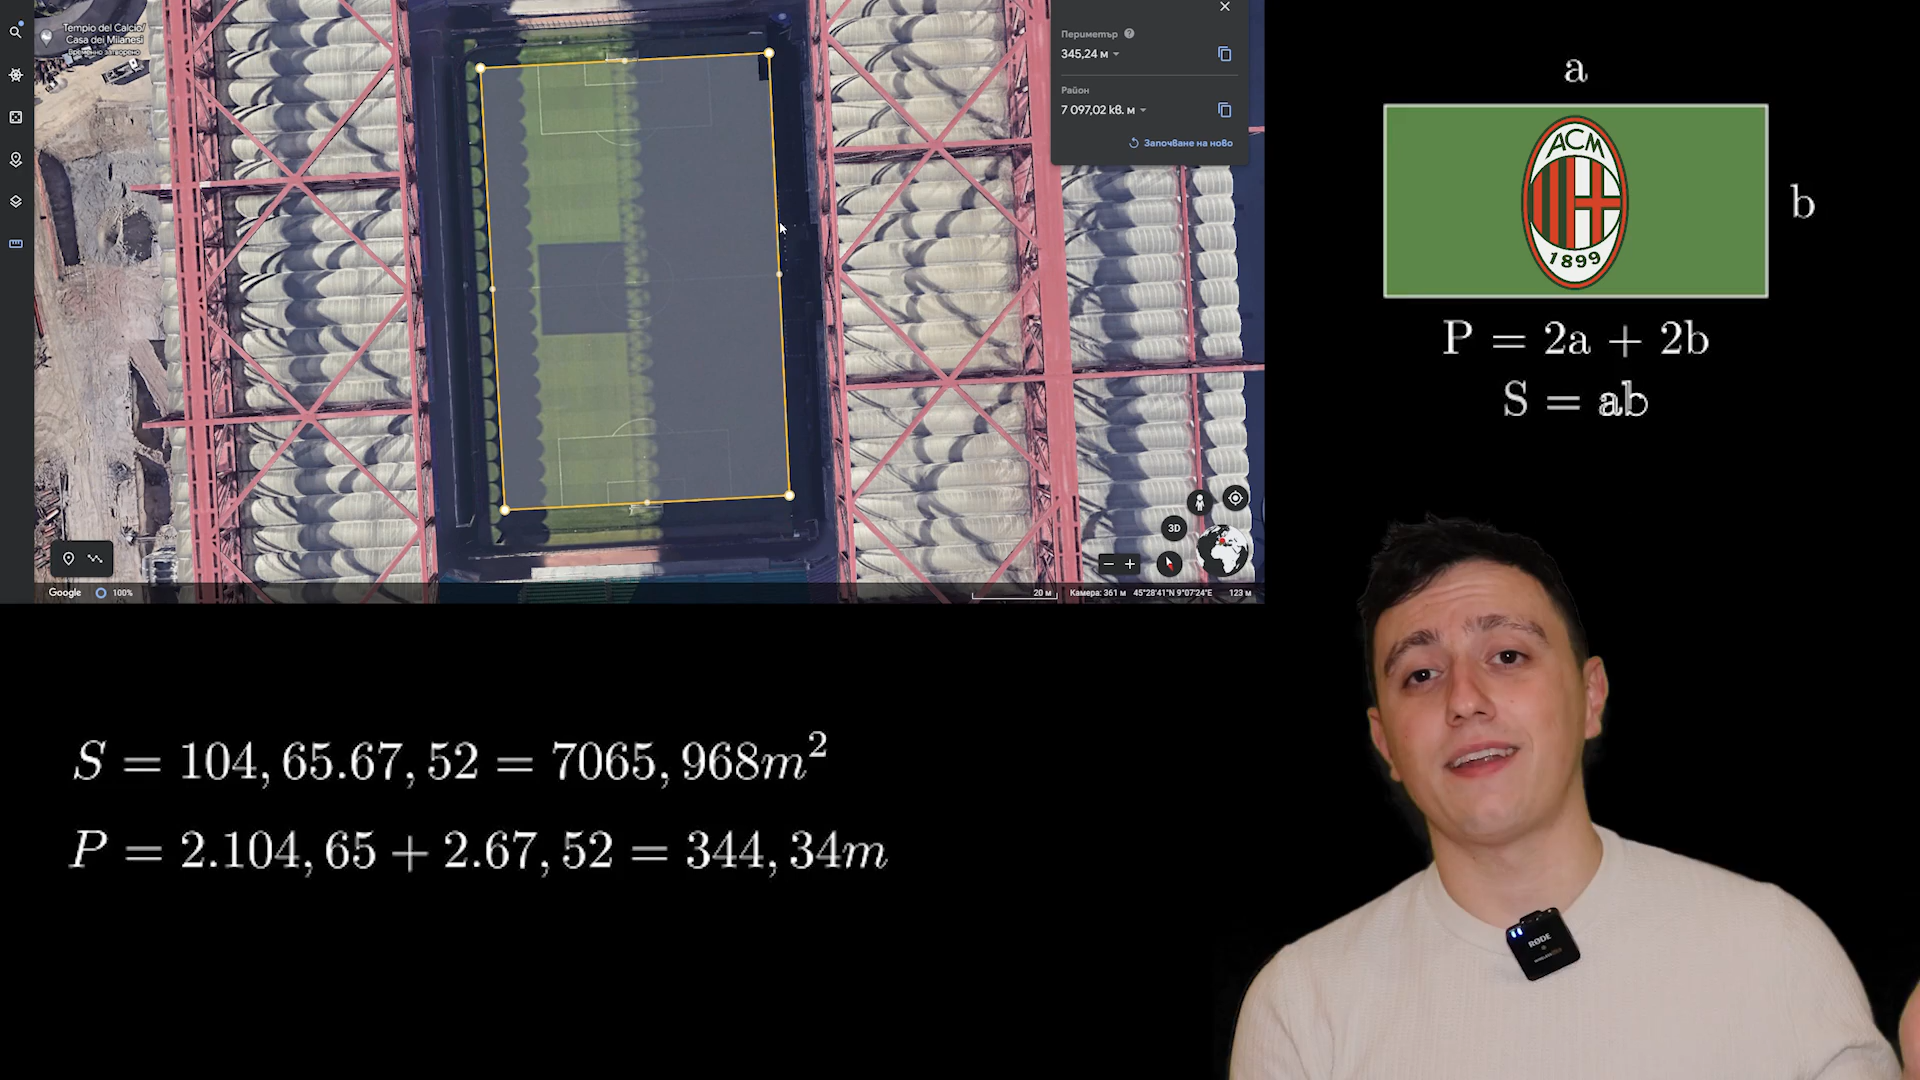 Tempio del Calcio/
Casa dei Milanesi
Временно затворено
Периметър
345,24 м
Район
7 097,02 кв. м
Започване на ново
3D
Google
100%
20 м
Камера: 361 м
45°28'41"N 9°07'24"E
123 м
a
ACM
1899
b
P = 2a + 2b
S = ab
S = 104,65.67,52 = 7065,968m²
P = 2.104,65 + 2.67,52 = 344,34m
RØDE